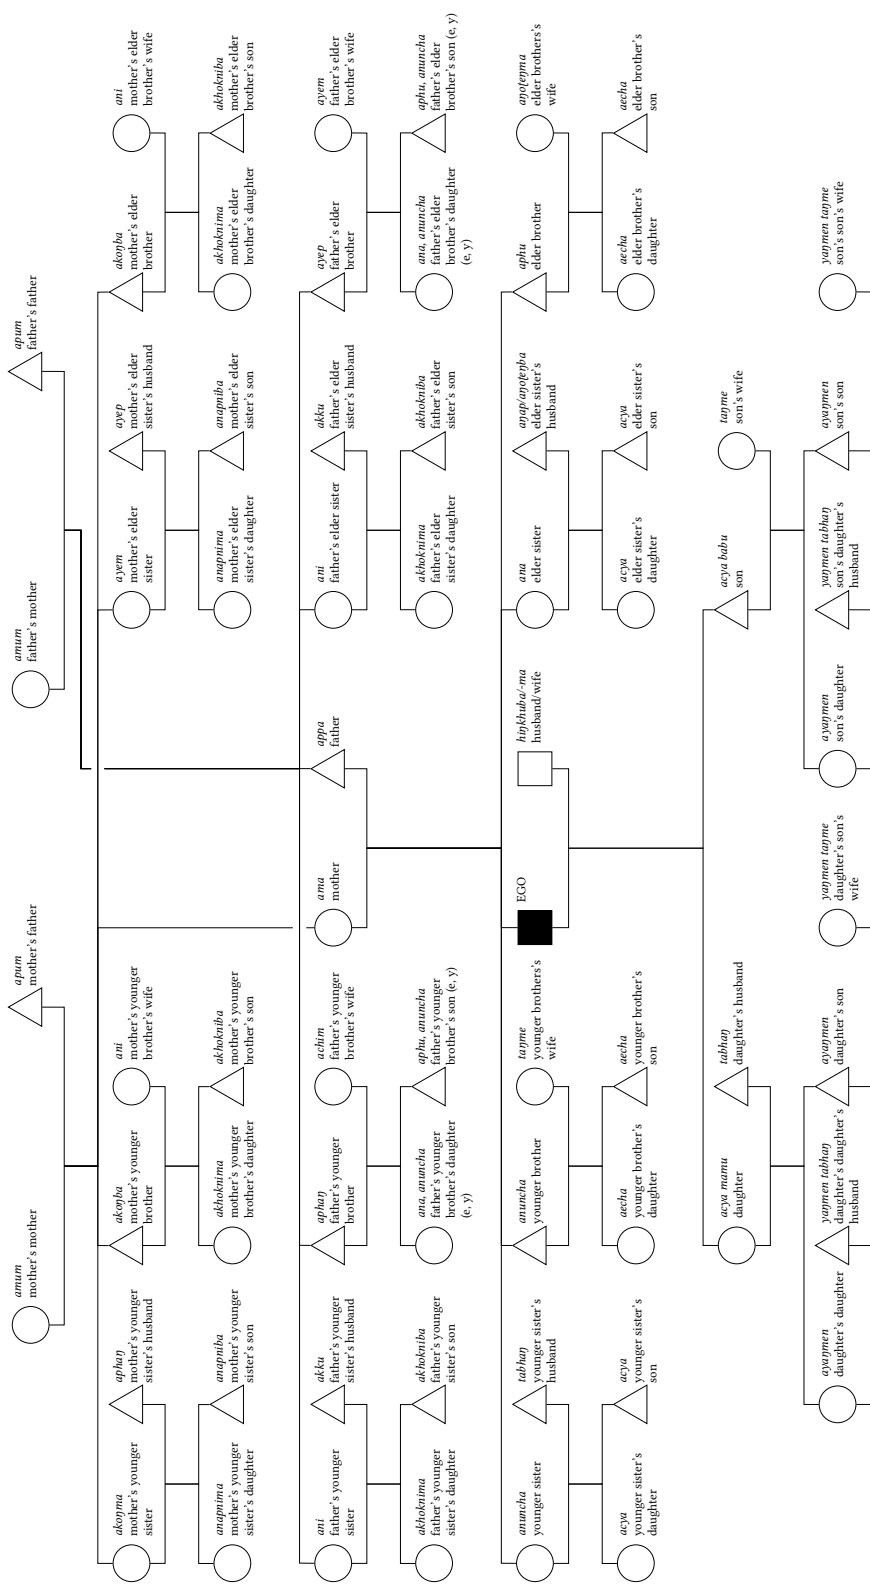 amum
mother's mother
apum
mother's father
amum
father's mother
apum
father's father
akoŋma
mother's younger
sister
aphaŋ
mother's younger
sister's husband
akoŋba
mother's younger
brother
ani
mother's younger
brother's wife
ayem
mother's elder
sister
ayep
mother's elder
sister's husband
akoŋba
mother's elder
brother
ani
mother's elder
brother's wife
anapnima
mother's younger
sister's daughter
anapniba
mother's younger
sister's son
akhoknima
mother's younger
brother's daughter
akhokniba
mother's younger
brother's son
anapnima
mother's elder
sister's daughter
anapniba
mother's elder
sister's son
akhoknima
mother's elder
brother's daughter
akhokniba
mother's elder
brother's son
ani
father's younger
sister
akku
father's younger
sister's husband
aphaŋ
father's younger
brother
achim
father's younger
brother's wife
ama
mother
appa
father
ani
father's elder sister
akku
father's elder
sister's husband
ayep
father's elder
brother
ayem
father's elder
brother's wife
akhoknima
father's younger
sister's daughter
akhokniba
father's younger
sister's son
ana, anuncha
father's younger
brother's daughter
(e, y)
aphu, anuncha
father's younger
brother's son (e, y)
akhoknima
father's elder
sister's daughter
akhokniba
father's elder
sister's son
ana, anuncha
father's elder
brother's daughter
(e, y)
aphu, anuncha
father's elder
brother's son (e, y)
anuncha
younger sister
tabhaŋ
younger sister's
husband
anuncha
younger brother
taŋme
younger brothers's
wife
EGO
hiŋkhuba/-ma
husband/wife
ana
elder sister
aŋap/aŋoʈeŋba
elder sister's
husband
aphu
elder brother
aŋoʈeŋma
elder brothers's
wife
acya
younger sister's
daughter
acya
younger sister's
son
aecha
younger brother's
daughter
aecha
younger brother's
son
acya
elder sister's
daughter
acya
elder sister's
son
aecha
elder brother's
daughter
aecha
elder brother's
son
acya mamu
daughter
tabhaŋ
daughter's husband
acya babu
son
taŋme
son's wife
ayaŋmen
daughter's daughter
yaŋmen tabhaŋ
daughter's daughter's
husband
ayaŋmen
daughter's son
yaŋmen taŋme
daughter's son's
wife
ayaŋmen
son's daughter
yaŋmen tabhaŋ
son's daughter's
husband
ayaŋmen
son's son
yaŋmen taŋme
son's son's wife